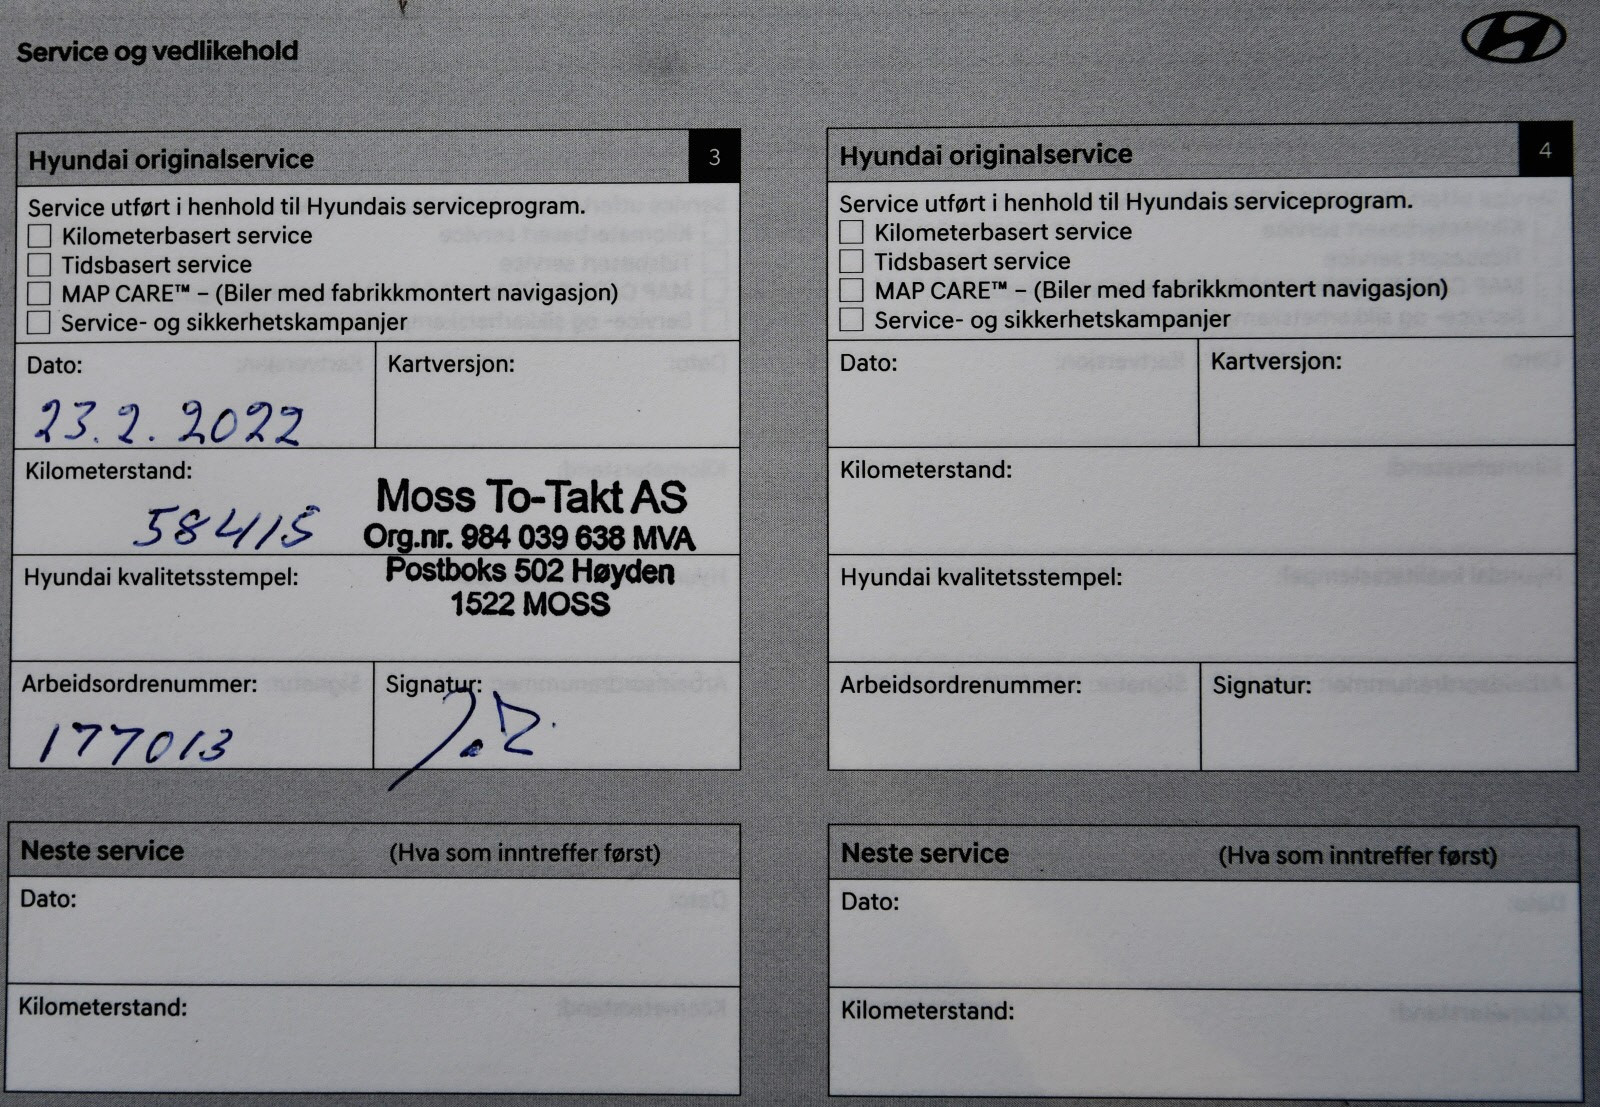 Service og vedlikehold
Hyundai originalservice 3
Service utført i henhold til Hyundais serviceprogram.
Kilometerbasert service
Tidsbasert service
MAP CARE™ – (Biler med fabrikkmontert navigasjon)
Service- og sikkerhetskampanjer
Dato:
23.2.2022
Kartversjon:
Kilometerstand:
58415
Moss To-Takt AS
Org.nr. 984 039 638 MVA
Postboks 502 Høyden
1522 MOSS
Hyundai kvalitetsstempel:
Arbeidsordrenummer:
177013
Signatur:
Neste service (Hva som inntreffer først)
Dato:
Kilometerstand:
Hyundai originalservice 4
Service utført i henhold til Hyundais serviceprogram.
Kilometerbasert service
Tidsbasert service
MAP CARE™ – (Biler med fabrikkmontert navigasjon)
Service- og sikkerhetskampanjer
Dato:
Kartversjon:
Kilometerstand:
Hyundai kvalitetsstempel:
Arbeidsordrenummer:
Signatur:
Neste service (Hva som inntreffer først)
Dato:
Kilometerstand: